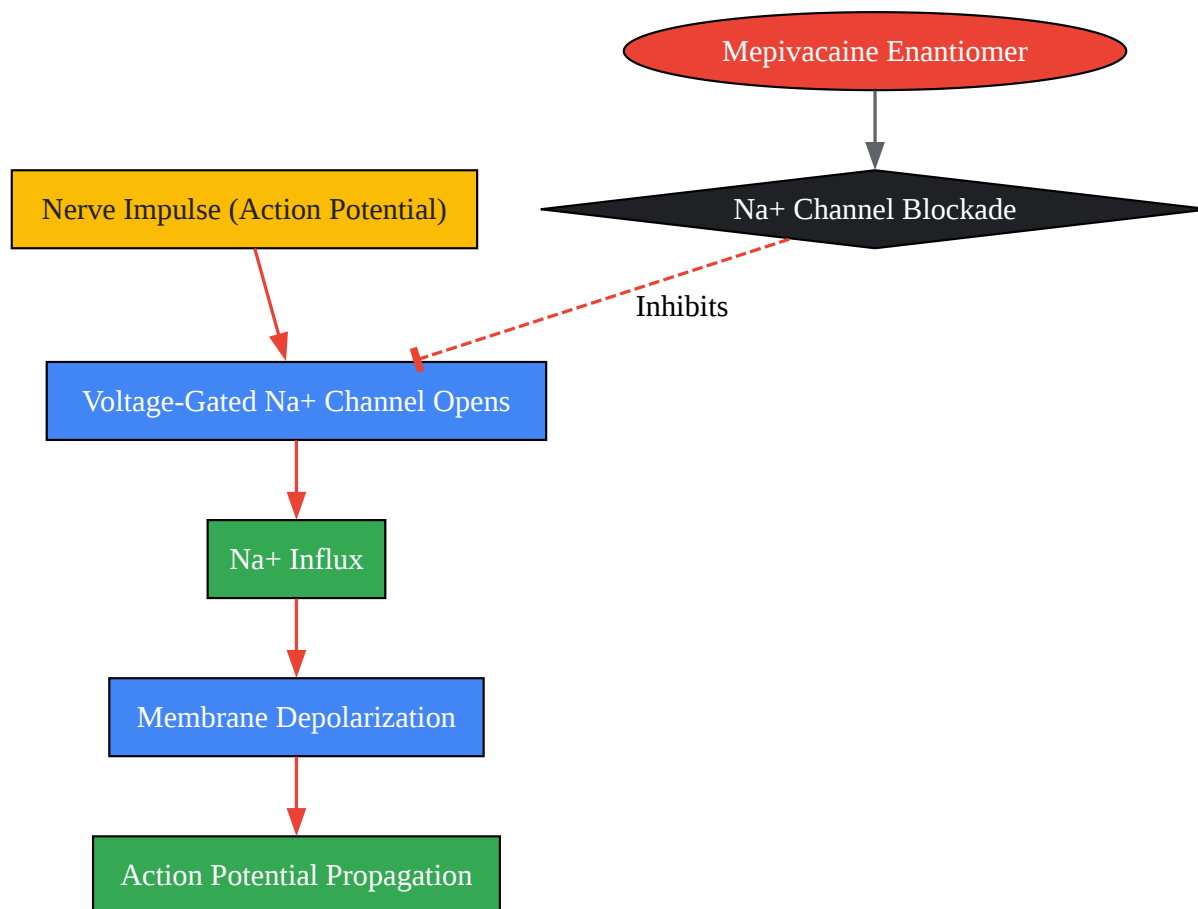 Mepivacaine Enantiomer
Nerve Impulse (Action Potential)
Na+ Channel Blockade
Inhibits
Voltage-Gated Na+ Channel Opens
Na+ Influx
Membrane Depolarization
Action Potential Propagation